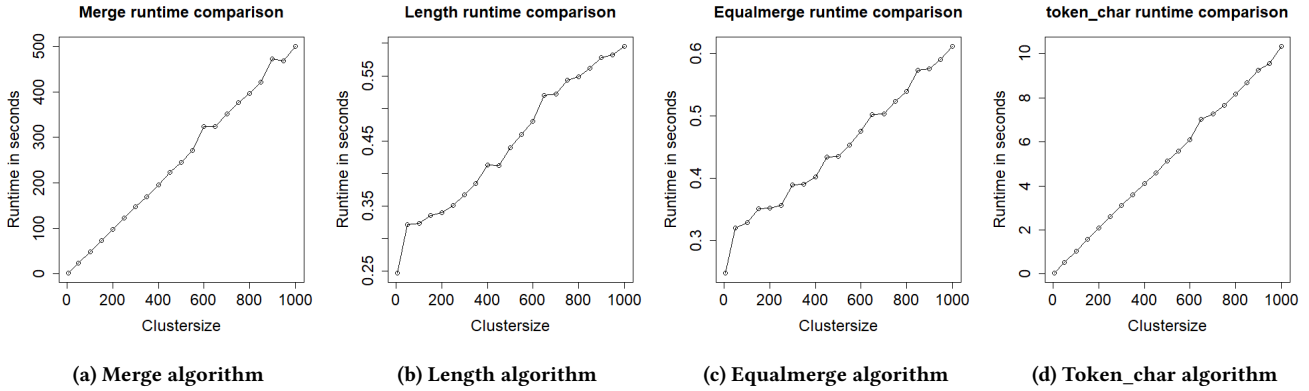 Merge runtime comparison
Runtime in seconds
0 100 200 300 400 500
0 200 400 600 800 1000
Clustersize
(a) Merge algorithm
Length runtime comparison
Runtime in seconds
0.25 0.35 0.45 0.55
0 200 400 600 800 1000
Clustersize
(b) Length algorithm
Equalmerge runtime comparison
Runtime in seconds
0.3 0.4 0.5 0.6
0 200 400 600 800 1000
Clustersize
(c) Equalmerge algorithm
token_char runtime comparison
Runtime in seconds
0 2 4 6 8 10
0 200 400 600 800 1000
Clustersize
(d) Token_char algorithm